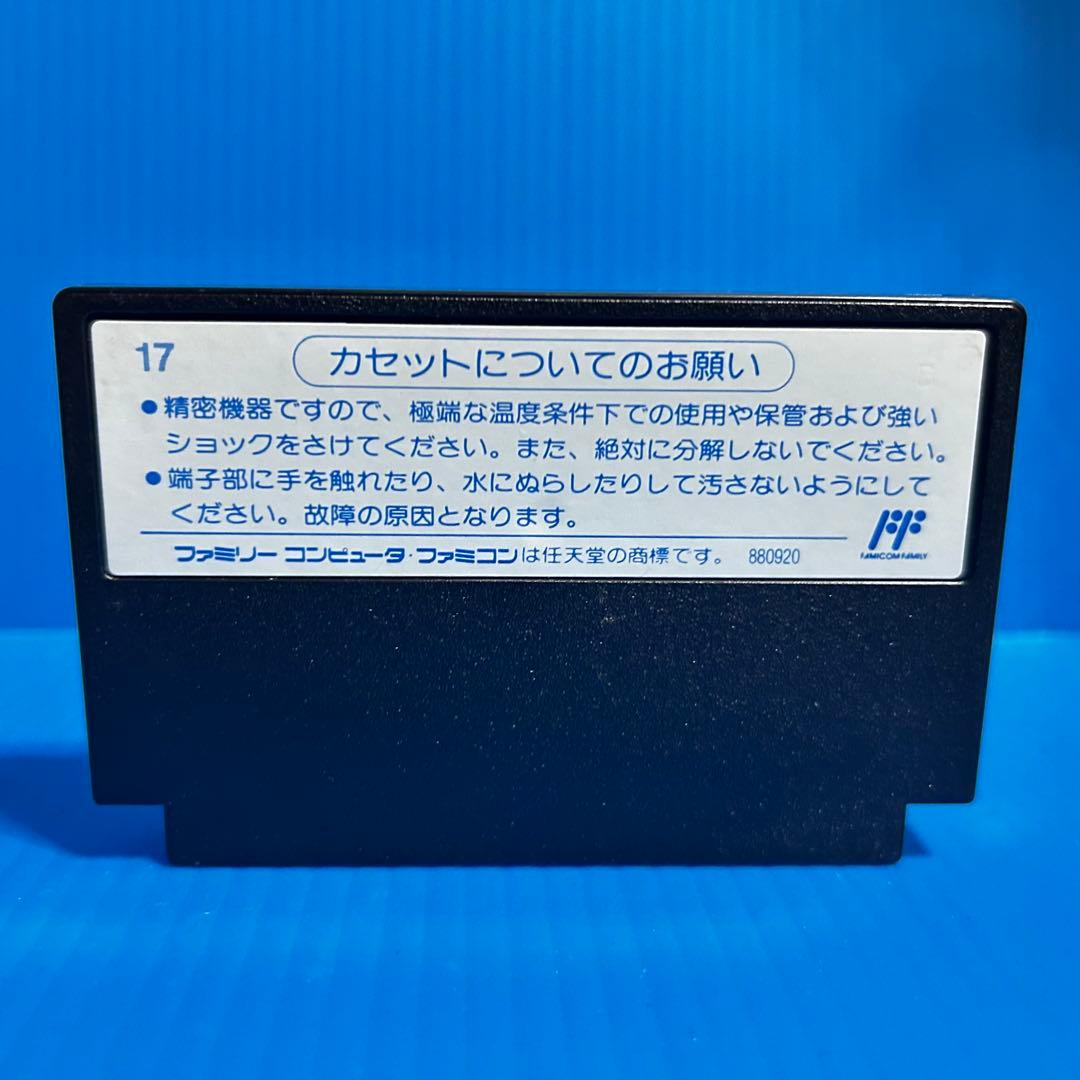 17
カセットについてのお願い
●精密機器ですので、極端な温度条件下での使用や保管および強い
ショックをさけてください。また、絶対に分解しないでください。
●端子部に手を触れたり、水にぬらしたりして汚さないようにして
ください。故障の原因となります。
FAMICOM FAMILY
ファミリー コンピュータ・ファミコンは任天堂の商標です。 880920